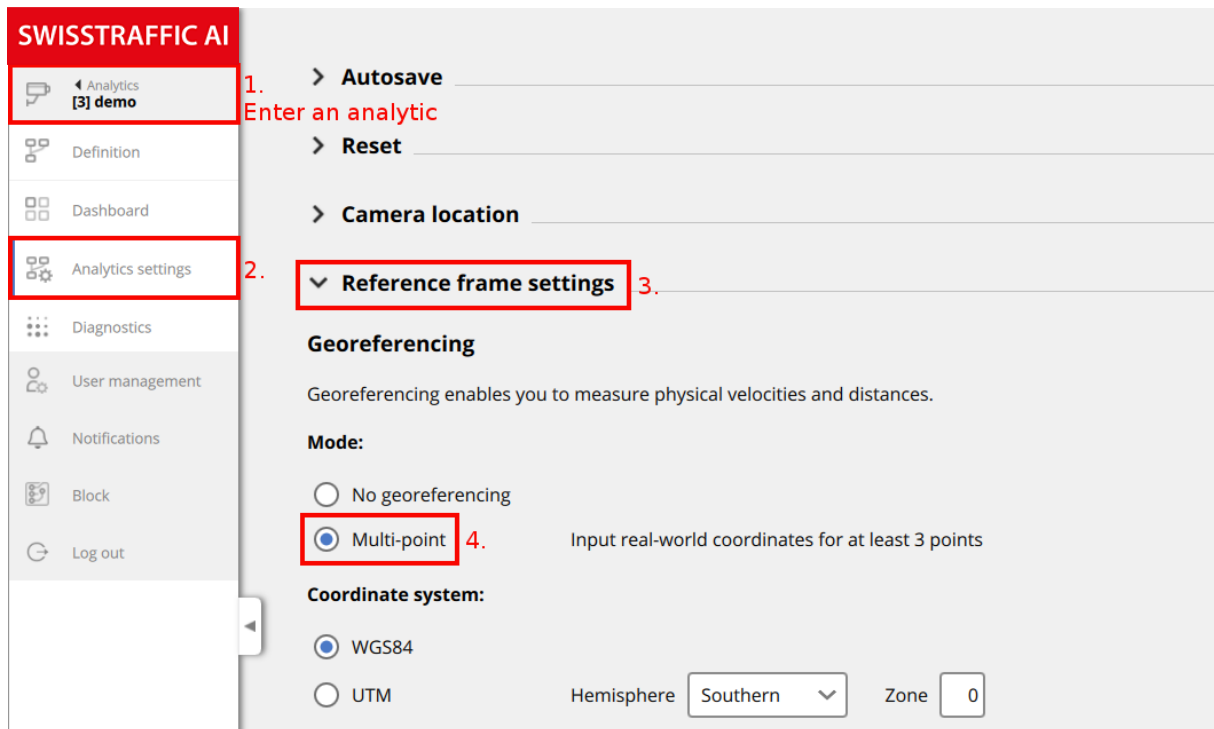 SWISSTRAFFIC AI
Analytics
[3] demo
1.
Enter an analytic
Definition
Dashboard
Analytics settings
2.
Diagnostics
User management
Notifications
Block
Log out
Autosave
Reset
Camera location
Reference frame settings 3.
Georeferencing
Georeferencing enables you to measure physical velocities and distances.
Mode:
No georeferencing
Multi-point 4. Input real-world coordinates for at least 3 points
Coordinate system:
WGS84
UTM Hemisphere Southern Zone 0